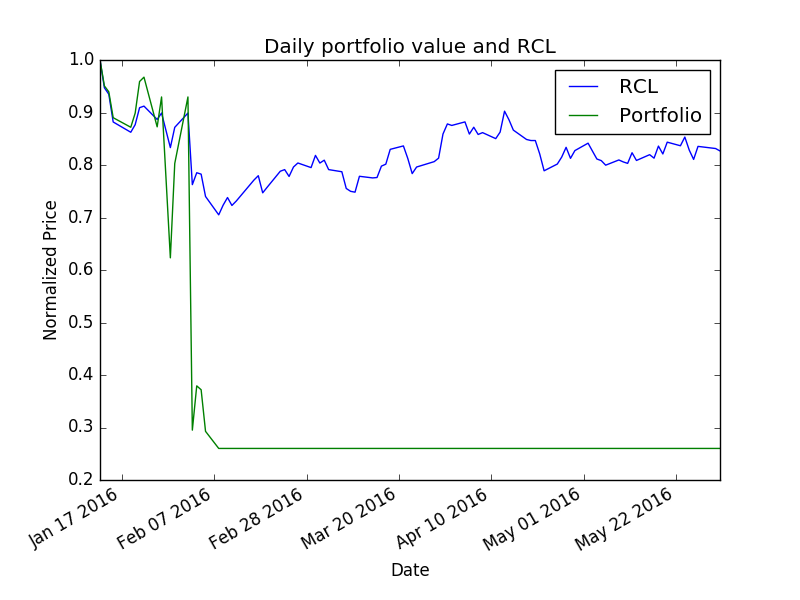 Daily portfolio value and RCL
RCL
Portfolio
Normalized Price
1.0
0.9
0.8
0.7
0.6
0.5
0.4
0.3
0.2
Jan 17 2016
Feb 07 2016
Feb 28 2016
Mar 20 2016
Apr 10 2016
May 01 2016
May 22 2016
Date